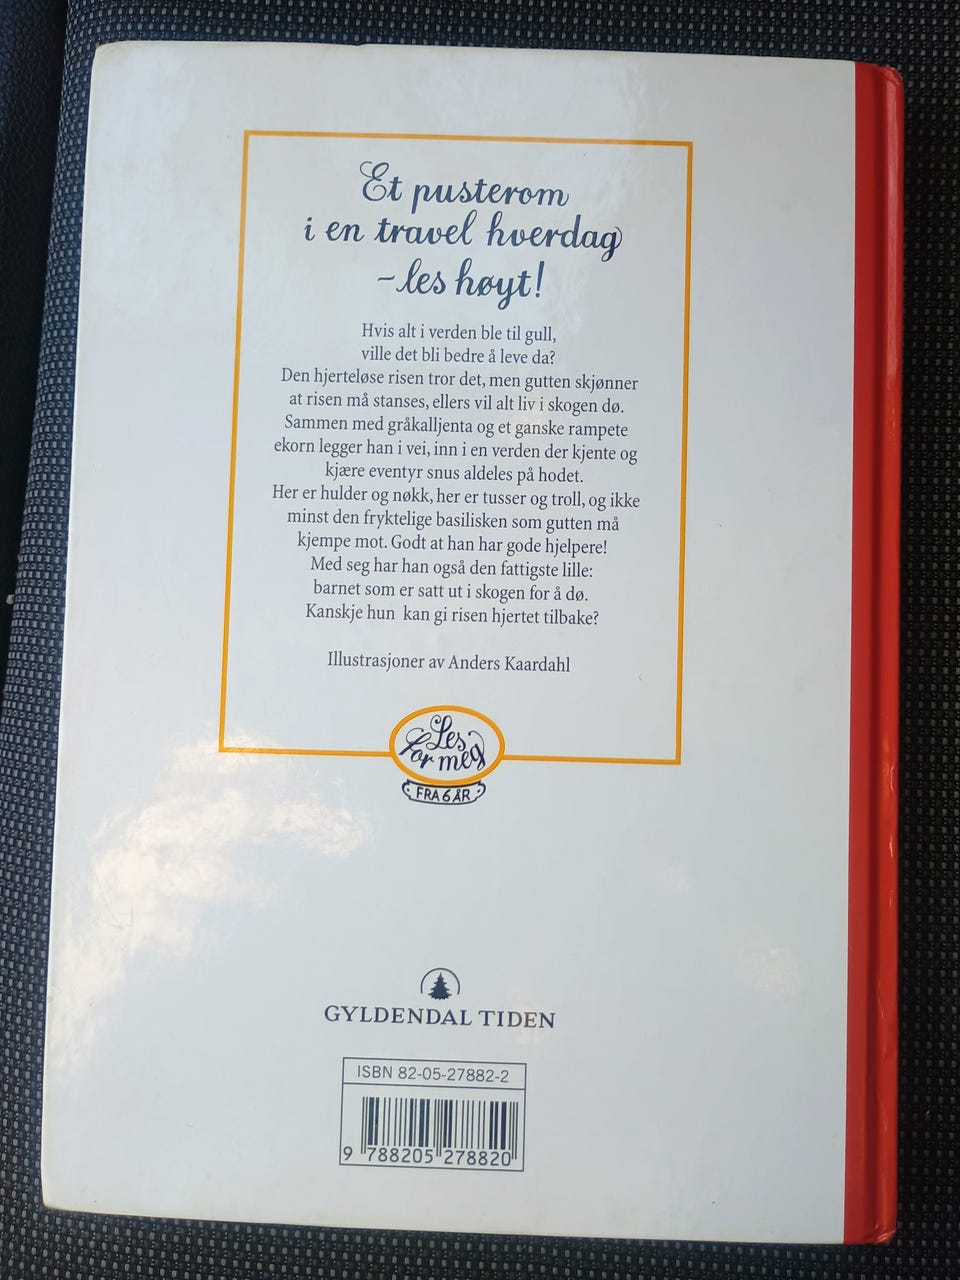 Et pusterom
i en travel hverdag
– les høyt!
Hvis alt i verden ble til gull,
ville det bli bedre å leve da?
Den hjerteløse risen tror det, men gutten skjønner
at risen må stanses, ellers vil alt liv i skogen dø.
Sammen med gråkalljenta og et ganske rampete
ekorn legger han i vei, inn i en verden der kjente og
kjære eventyr snus aldeles på hodet.
Her er hulder og nøkk, her er tusser og troll, og ikke
minst den fryktelige basilisken som gutten må
kjempe mot. Godt at han har gode hjelpere!
Med seg har han også den fattigste lille:
barnet som er satt ut i skogen for å dø.
Kanskje hun kan gi risen hjertet tilbake?
Illustrasjoner av Anders Kaardahl
Les
for meg
FRA 6 ÅR
GYLDENDAL TIDEN
ISBN 82-05-27882-2
9 788205 278820